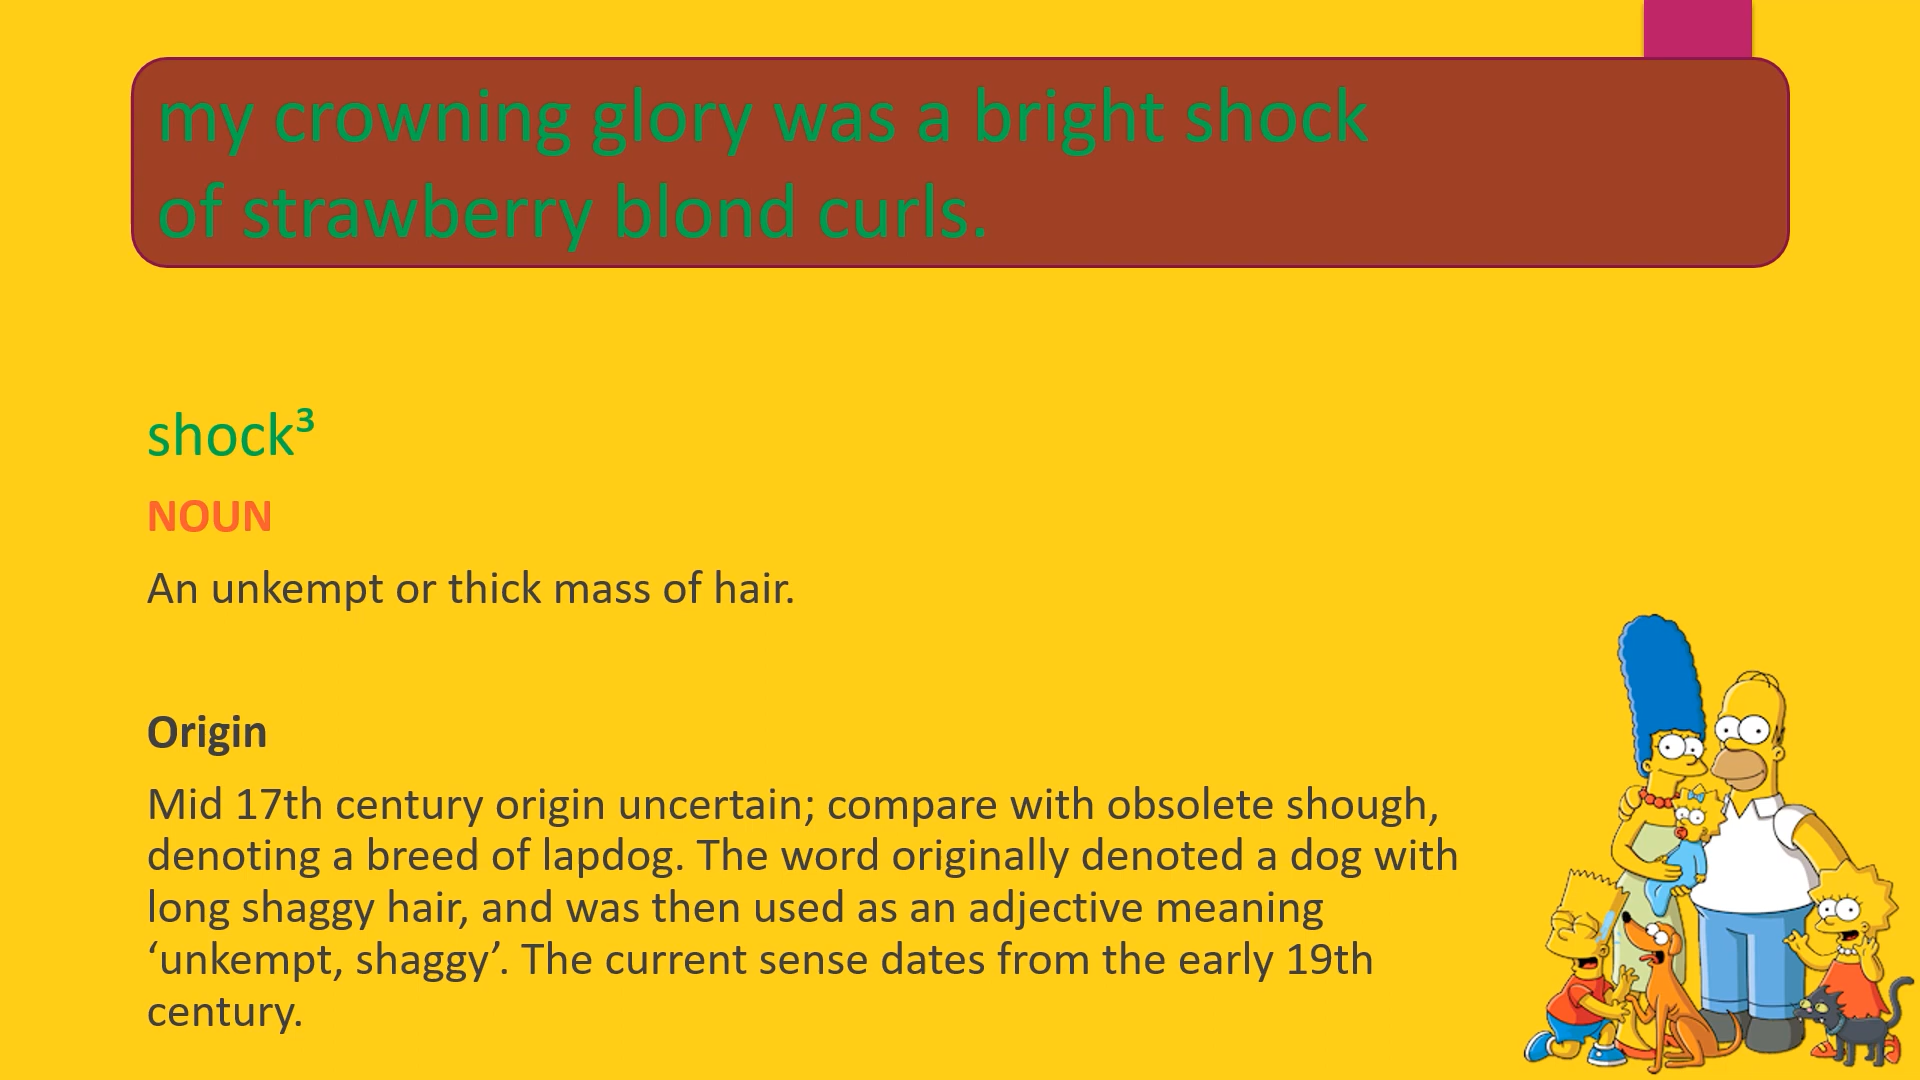 my crowning glory was a bright shock
of strawberry blond curls.
shock³
NOUN
An unkempt or thick mass of hair.
Origin
Mid 17th century origin uncertain; compare with obsolete shough,
denoting a breed of lapdog. The word originally denoted a dog with
long shaggy hair, and was then used as an adjective meaning
‘unkempt, shaggy’. The current sense dates from the early 19th
century.